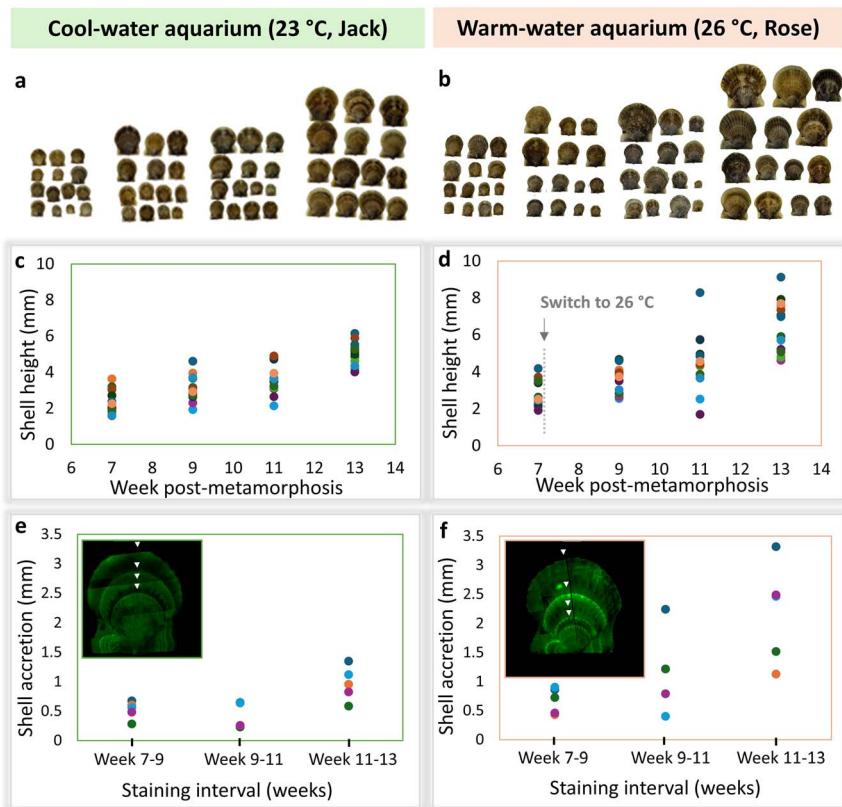 Cool-water aquarium (23 °C, Jack)
Warm-water aquarium (26 °C, Rose)
a
b
c
10
8
6
4
2
0
Shell height (mm)
6 7 8 9 10 11 12 13 14
Week post-metamorphosis
d
10
8
6
4
2
0
Shell height (mm)
Switch to 26 °C
6 7 8 9 10 11 12 13 14
Week post-metamorphosis
e
3.5
3
2.5
2
1.5
1
0.5
0
Shell accretion (mm)
Week 7-9 Week 9-11 Week 11-13
Staining interval (weeks)
f
3.5
3
2.5
2
1.5
1
0.5
0
Shell accretion (mm)
Week 7-9 Week 9-11 Week 11-13
Staining interval (weeks)